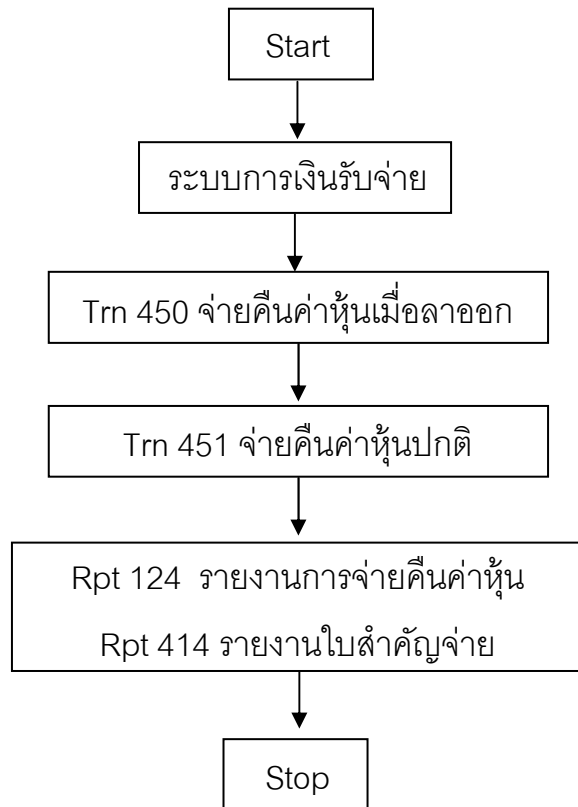 Start
ระบบการเงินรับจ่าย
Trn 450 จ่ายคืนค่าหุ้นเมื่อลาออก
Trn 451 จ่ายคืนค่าหุ้นปกติ
Rpt 124 รายงานการจ่ายคืนค่าหุ้น
Rpt 414 รายงานใบสำคัญจ่าย
Stop